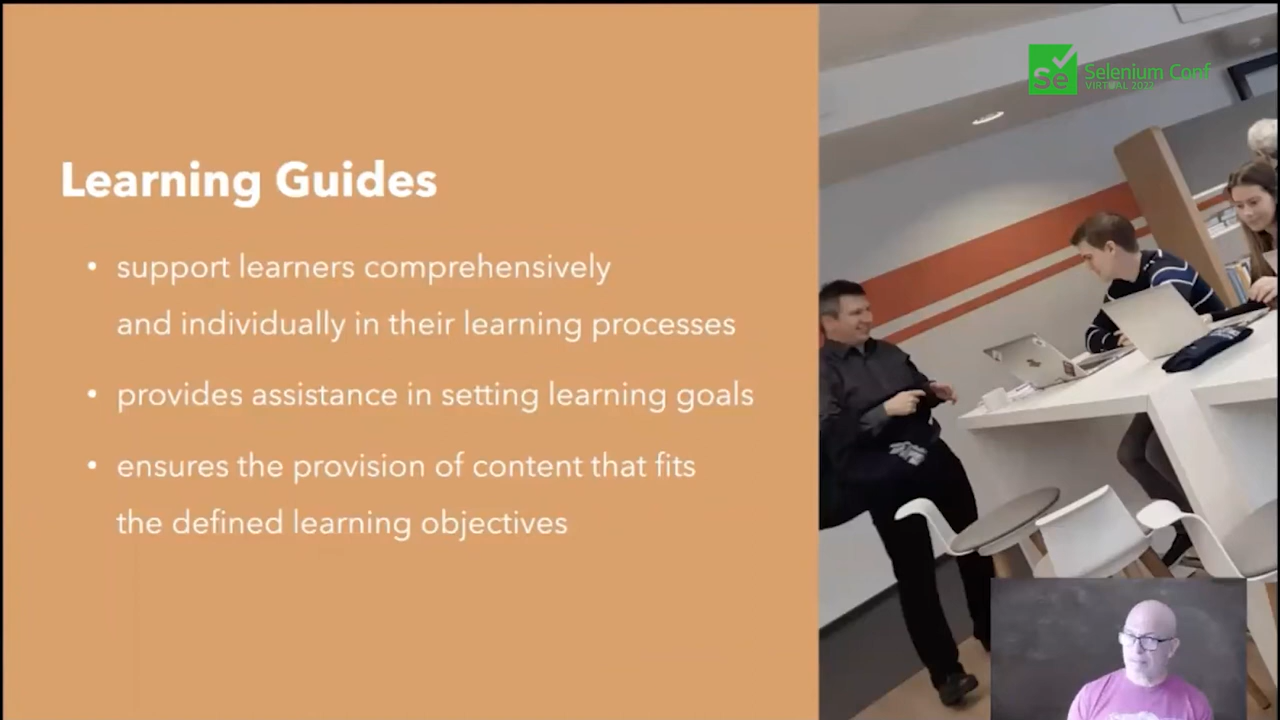 Se
Selenium Conf
VIRTUAL 2022
Learning Guides
• support learners comprehensively
and individually in their learning processes
• provides assistance in setting learning goals
• ensures the provision of content that fits
the defined learning objectives